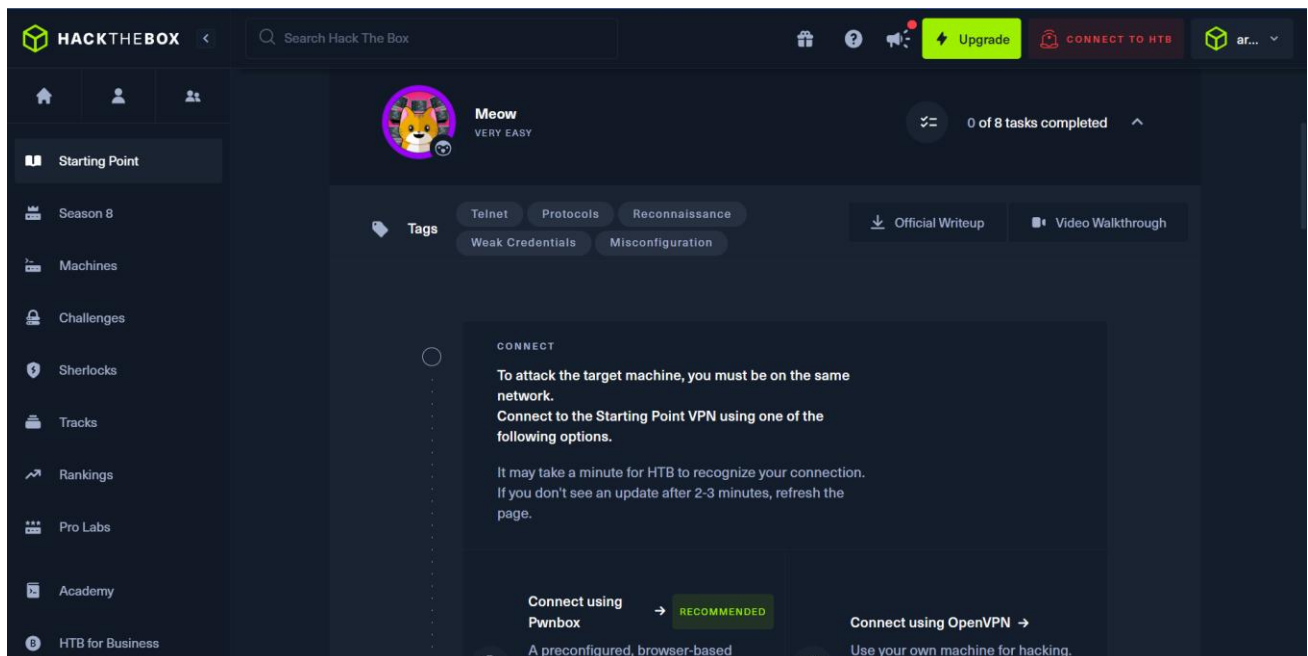 HACKTHEBOX
Search Hack The Box
Upgrade
CONNECT TO HTB
ar...
Starting Point
Season 8
Machines
Challenges
Sherlocks
Tracks
Rankings
Pro Labs
Academy
HTB for Business
Meow
VERY EASY
0 of 8 tasks completed
Tags
Telnet Protocols Reconnaissance
Weak Credentials Misconfiguration
Official Writeup
Video Walkthrough
CONNECT
To attack the target machine, you must be on the same
network.
Connect to the Starting Point VPN using one of the
following options.
It may take a minute for HTB to recognize your connection.
If you don't see an update after 2-3 minutes, refresh the
page.
Connect using
Pwnbox
RECOMMENDED
A preconfigured, browser-based
Connect using OpenVPN
Use your own machine for hacking.